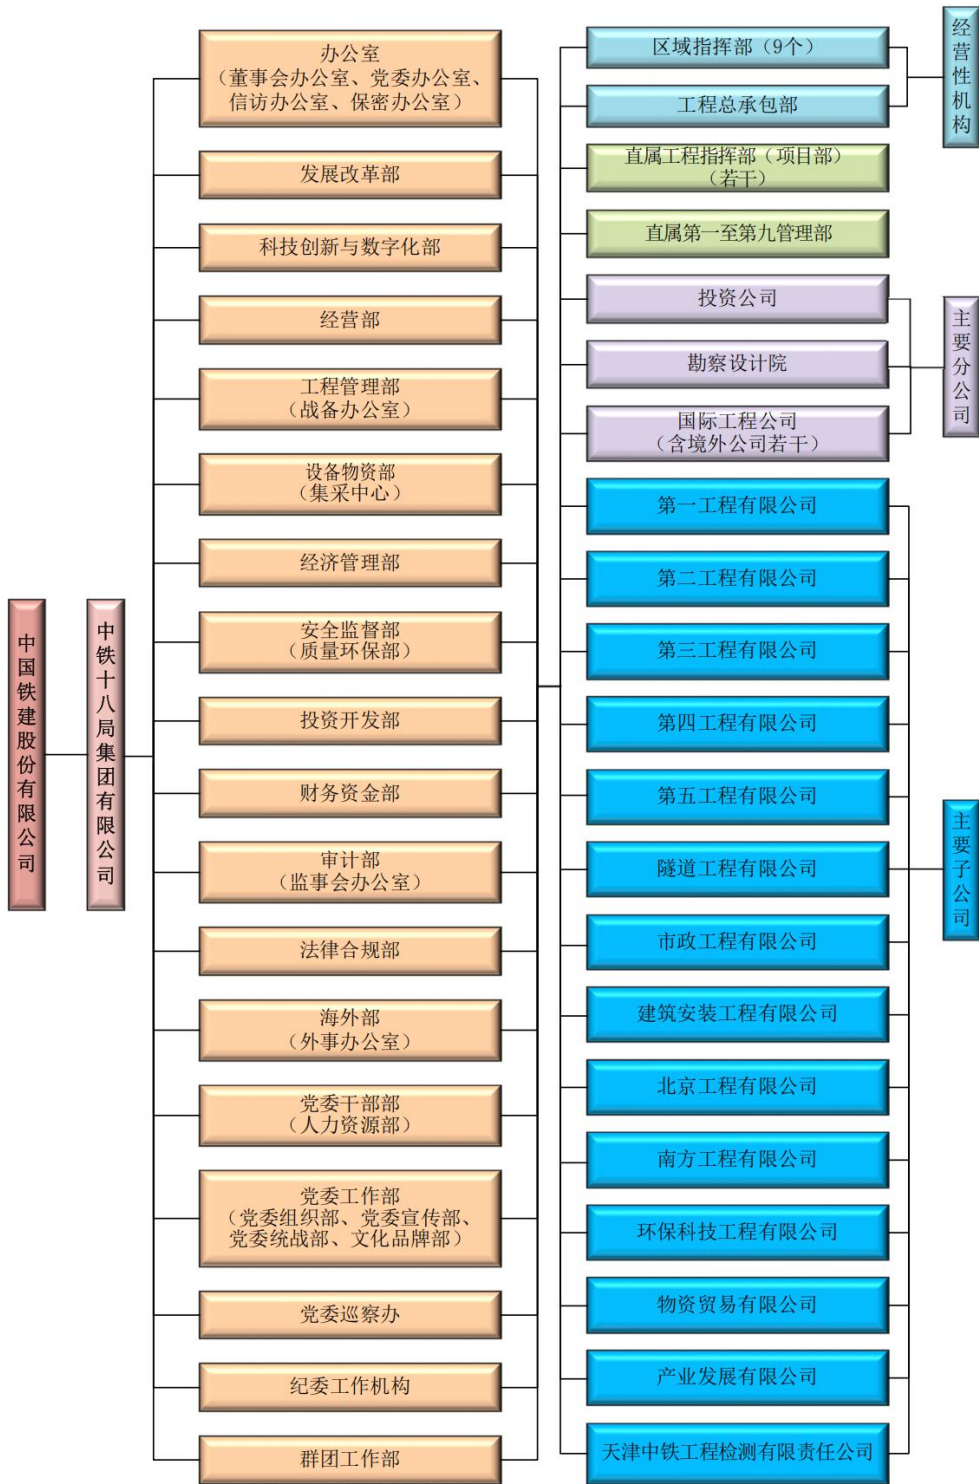 中国铁建股份有限公司
中铁十八局集团有限公司
办公室
（董事会办公室、党委办公室、
信访办公室、保密办公室）
发展改革部
科技创新与数字化部
经营部
工程管理部
（战备办公室）
设备物资部
（集采中心）
经济管理部
安全监督部
（质量环保部）
投资开发部
财务资金部
审计部
（监事会办公室）
法律合规部
海外部
（外事办公室）
党委干部部
（人力资源部）
党委工作部
（党委组织部、党委宣传部、
党委统战部、文化品牌部）
党委巡察办
纪委工作机构
群团工作部
区域指挥部（9个）
工程总承包部
直属工程指挥部（项目部）
（若干）
直属第一至第九管理部
投资公司
勘察设计院
国际工程公司
（含境外公司若干）
第一工程有限公司
第二工程有限公司
第三工程有限公司
第四工程有限公司
第五工程有限公司
隧道工程有限公司
市政工程有限公司
建筑安装工程有限公司
北京工程有限公司
南方工程有限公司
环保科技工程有限公司
物资贸易有限公司
产业发展有限公司
天津中铁工程检测有限责任公司
经营性机构
主要分公司
主要子公司